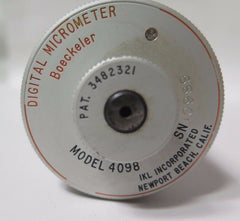 DIGITAL MICROMETER
Boeckeler
PAT. 3482321
MODEL 4098
SN
IKL INCORPORATED
NEWPORT BEACH, CALIF.